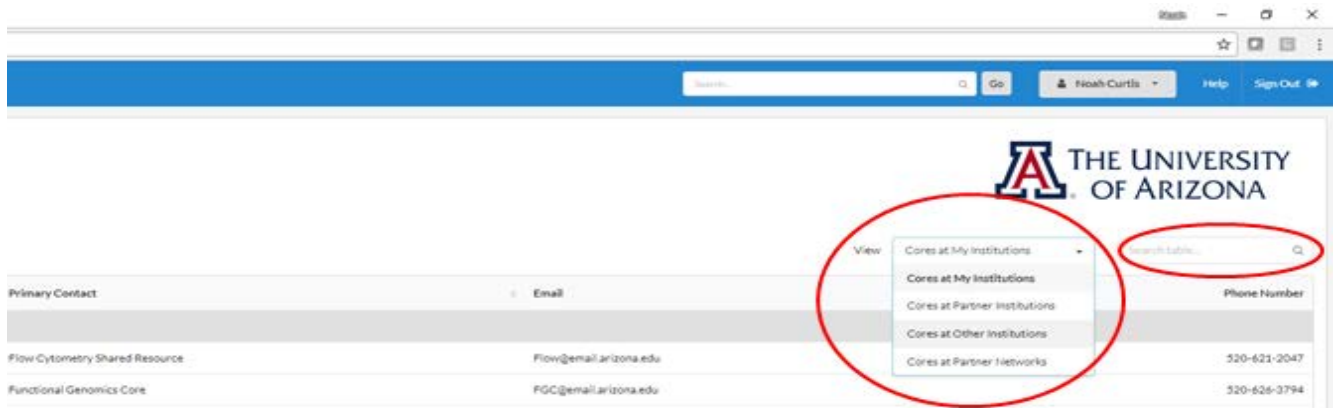 Search...
Go
Noah Curtis
Help
Sign Out
THE UNIVERSITY
OF ARIZONA
View
Cores at My Institutions
Search table...
Cores at My Institutions
Cores at Partner Institutions
Cores at Other Institutions
Cores at Partner Networks
Primary Contact
Email
Phone Number
Flow Cytometry Shared Resource
Flow@email.arizona.edu
520-621-2047
Functional Genomics Core
FGC@email.arizona.edu
520-626-3794